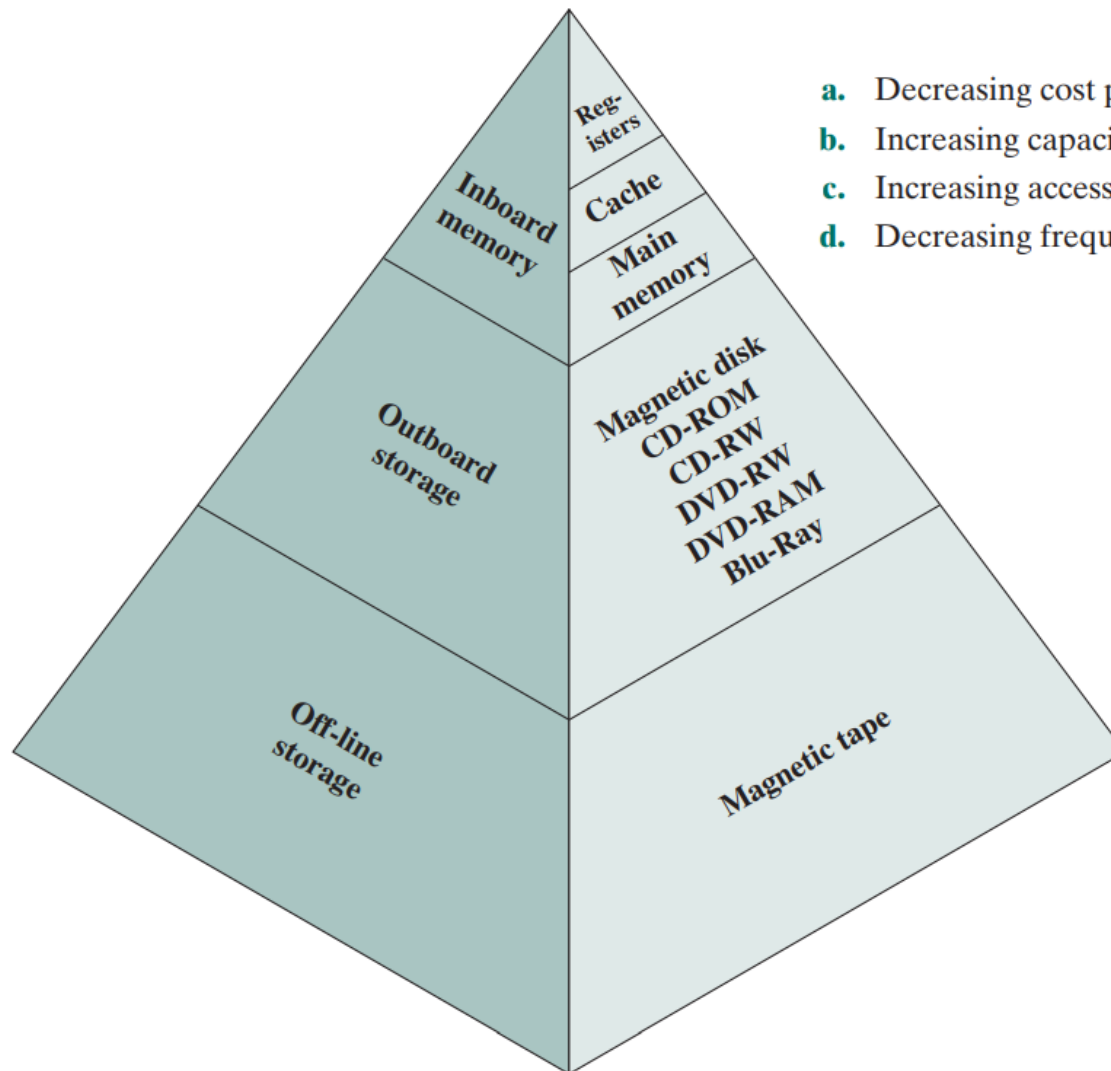 a. Decreasing cost p
b. Increasing capaci
c. Increasing access
d. Decreasing frequ
Inboard
memory
Reg-
isters
Cache
Main
memory
Outboard
storage
Magnetic disk
CD-ROM
CD-RW
DVD-RW
DVD-RAM
Blu-Ray
Off-line
storage
Magnetic tape